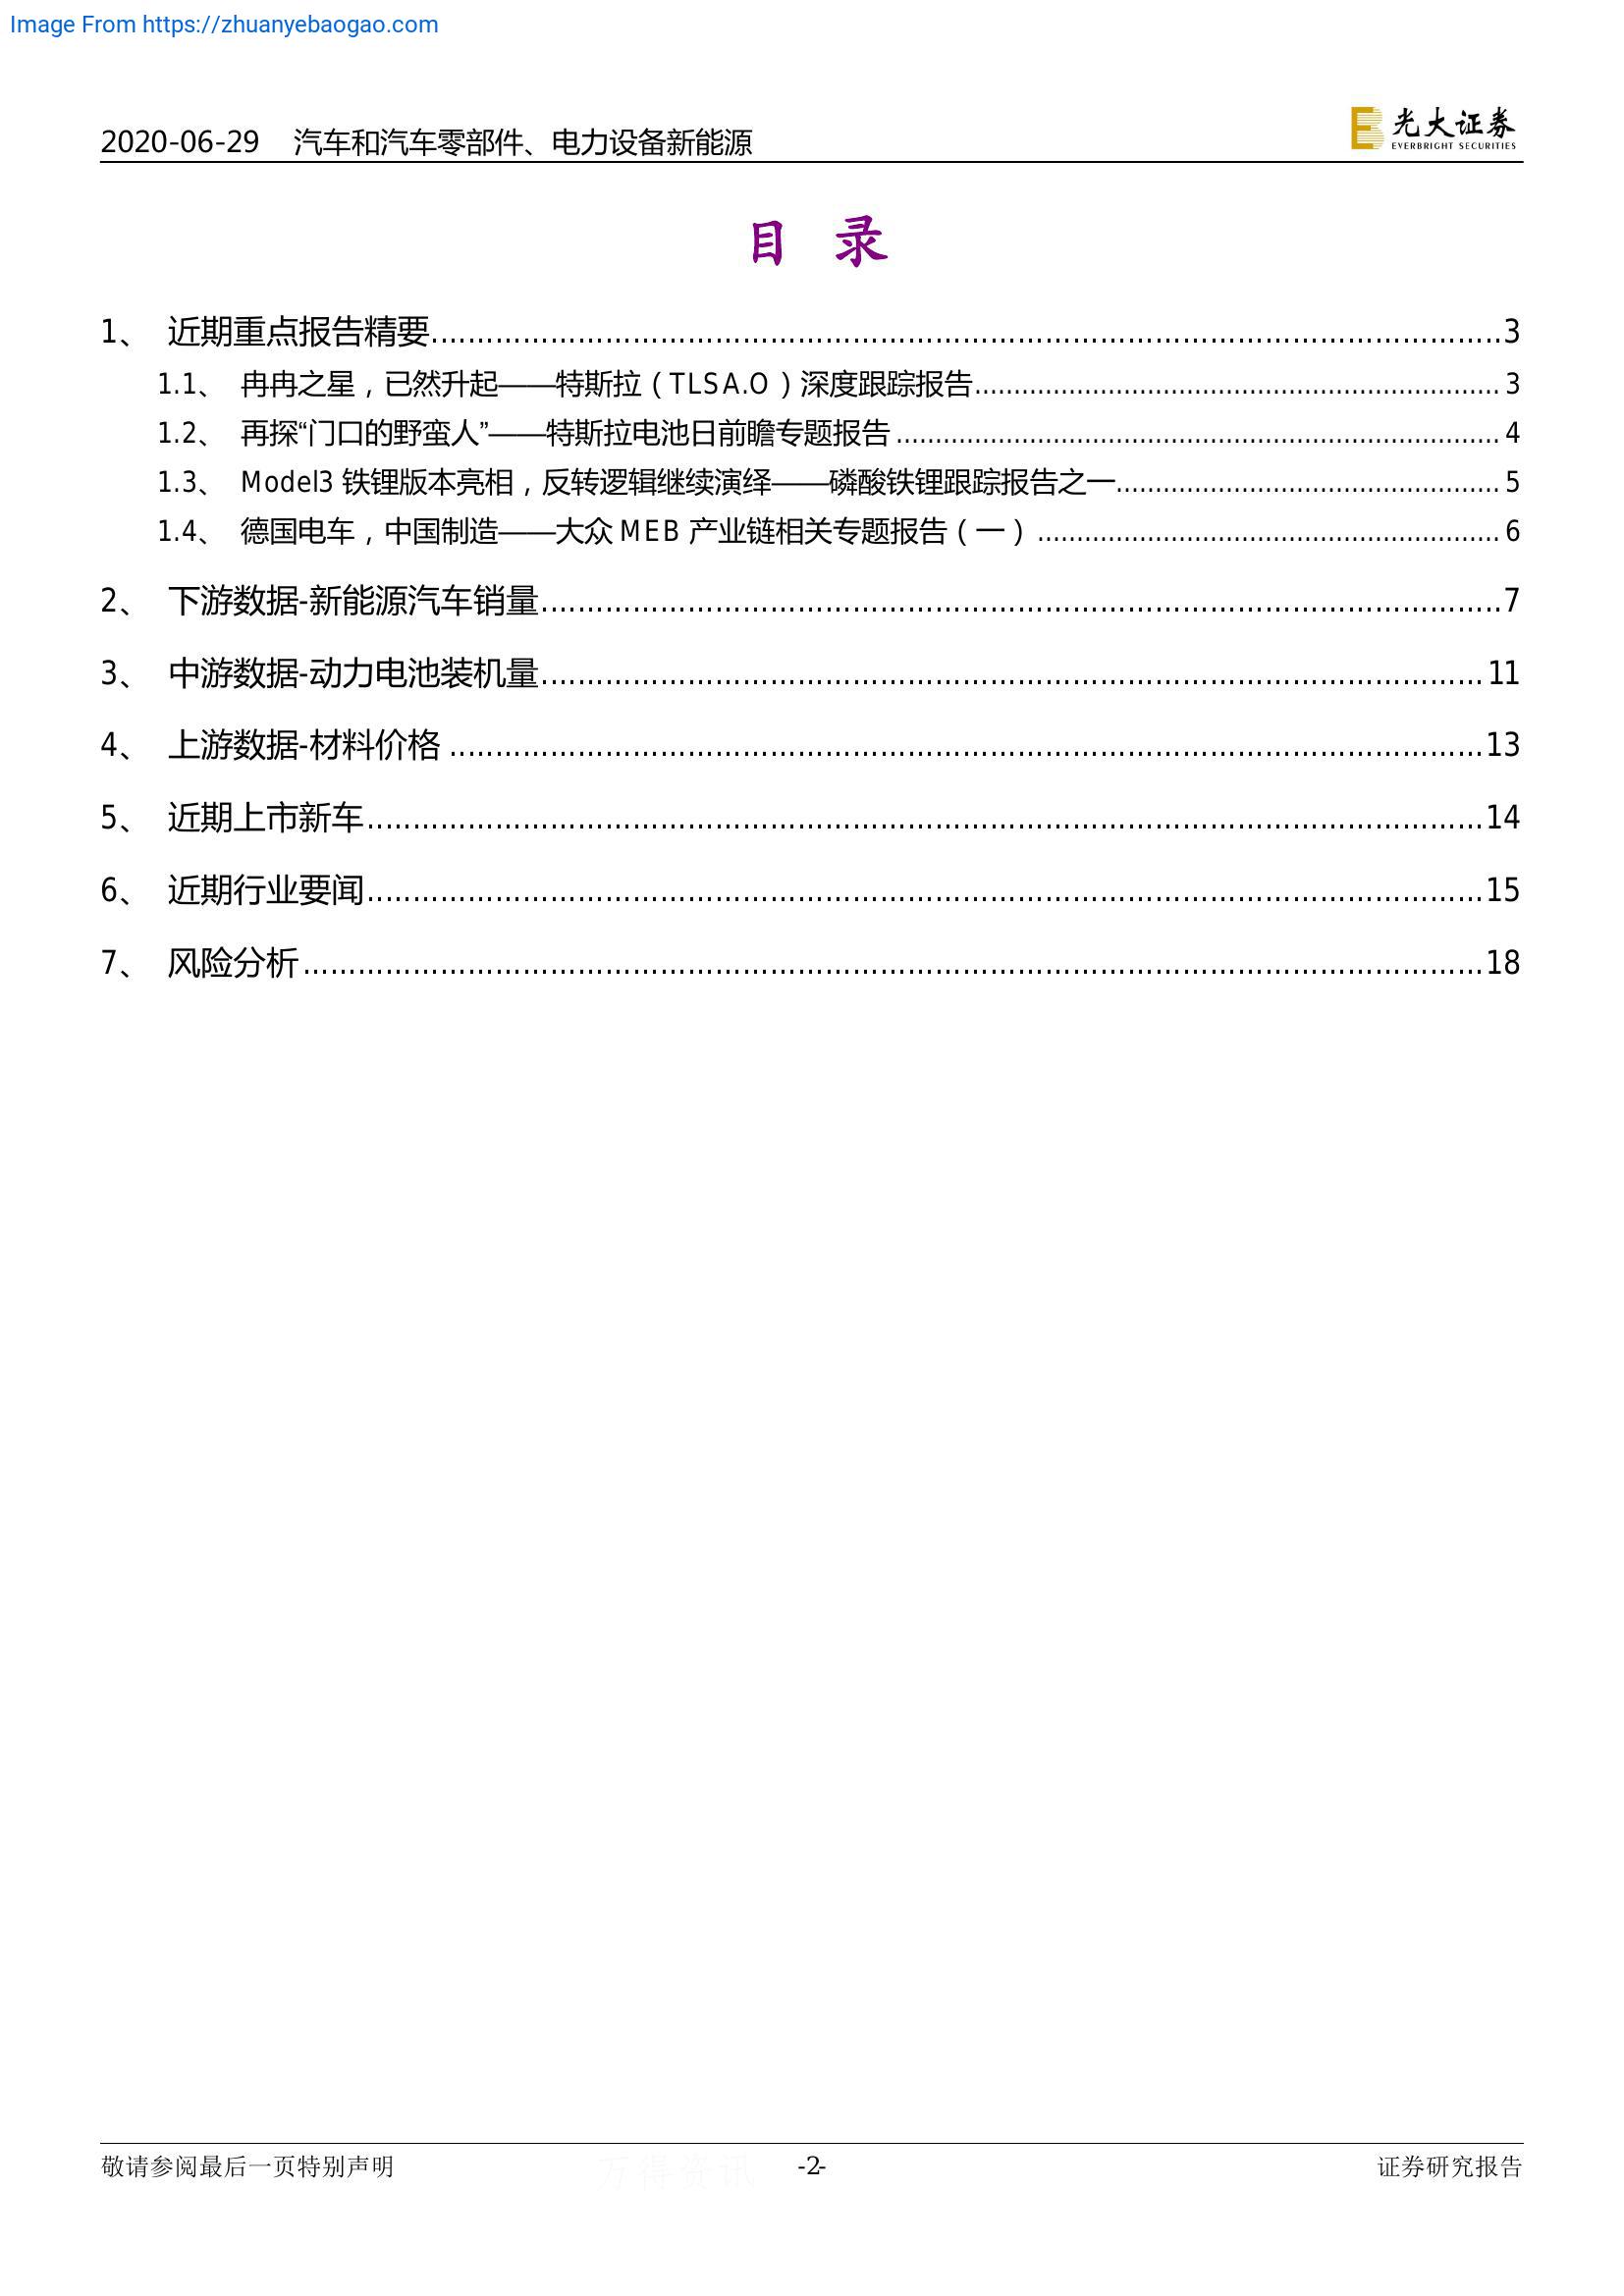 Image From https://zhuanyebaogao.com
2020-06-29 汽车和汽车零部件、电力设备新能源
光大证券
EVERBRIGHT SECURITIES
目 录
1、 近期重点报告精要......3
1.1、 冉冉之星，已然升起——特斯拉（TLSA.O）深度跟踪报告......3
1.2、 再探“门口的野蛮人”——特斯拉电池日前瞻专题报告......4
1.3、 Model3 铁锂版本亮相，反转逻辑继续演绎——磷酸铁锂跟踪报告之一......5
1.4、 德国电车，中国制造——大众 MEB 产业链相关专题报告（一）......6
2、 下游数据-新能源汽车销量......7
3、 中游数据-动力电池装机量......11
4、 上游数据-材料价格......13
5、 近期上市新车......14
6、 近期行业要闻......15
7、 风险分析......18
敬请参阅最后一页特别声明 万得资讯 -2- 证券研究报告